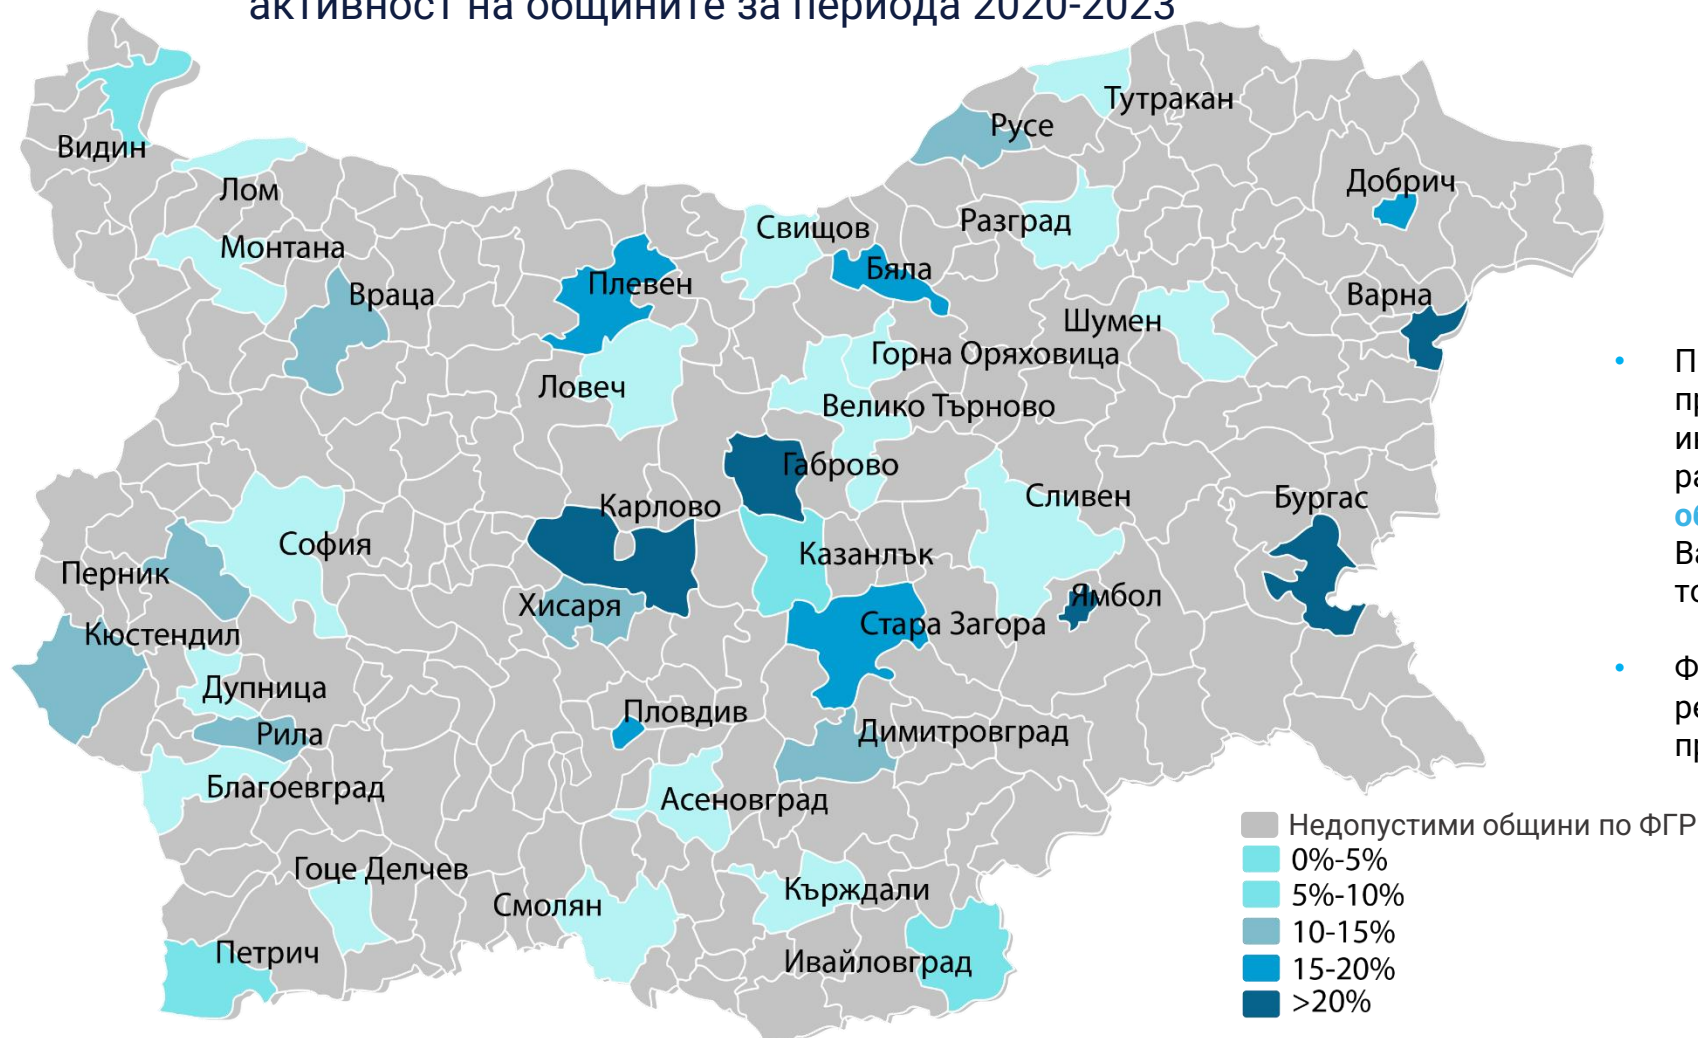 активност на общините за периода 2020-2023
Тутракан
Русе
Видин
Добрич
Лом
Разград
Свищов
Монтана
Бяла
Плевен
Враца
Варна
Шумен
Горна Оряховица
Ловеч
Велико Търново
Габрово
Сливен
Бургас
Карлово
София
Казанлък
Перник
Ямбол
Хисаря
Стара Загора
Кюстендил
Дупница
Пловдив
Рила
Димитровград
Благоевград
Асеновград
Гоце Делчев
Кърждали
Смолян
Петрич
Ивайловград
Недопустими общини по ФГР
0%-5%
5%-10%
10-15%
15-20%
>20%